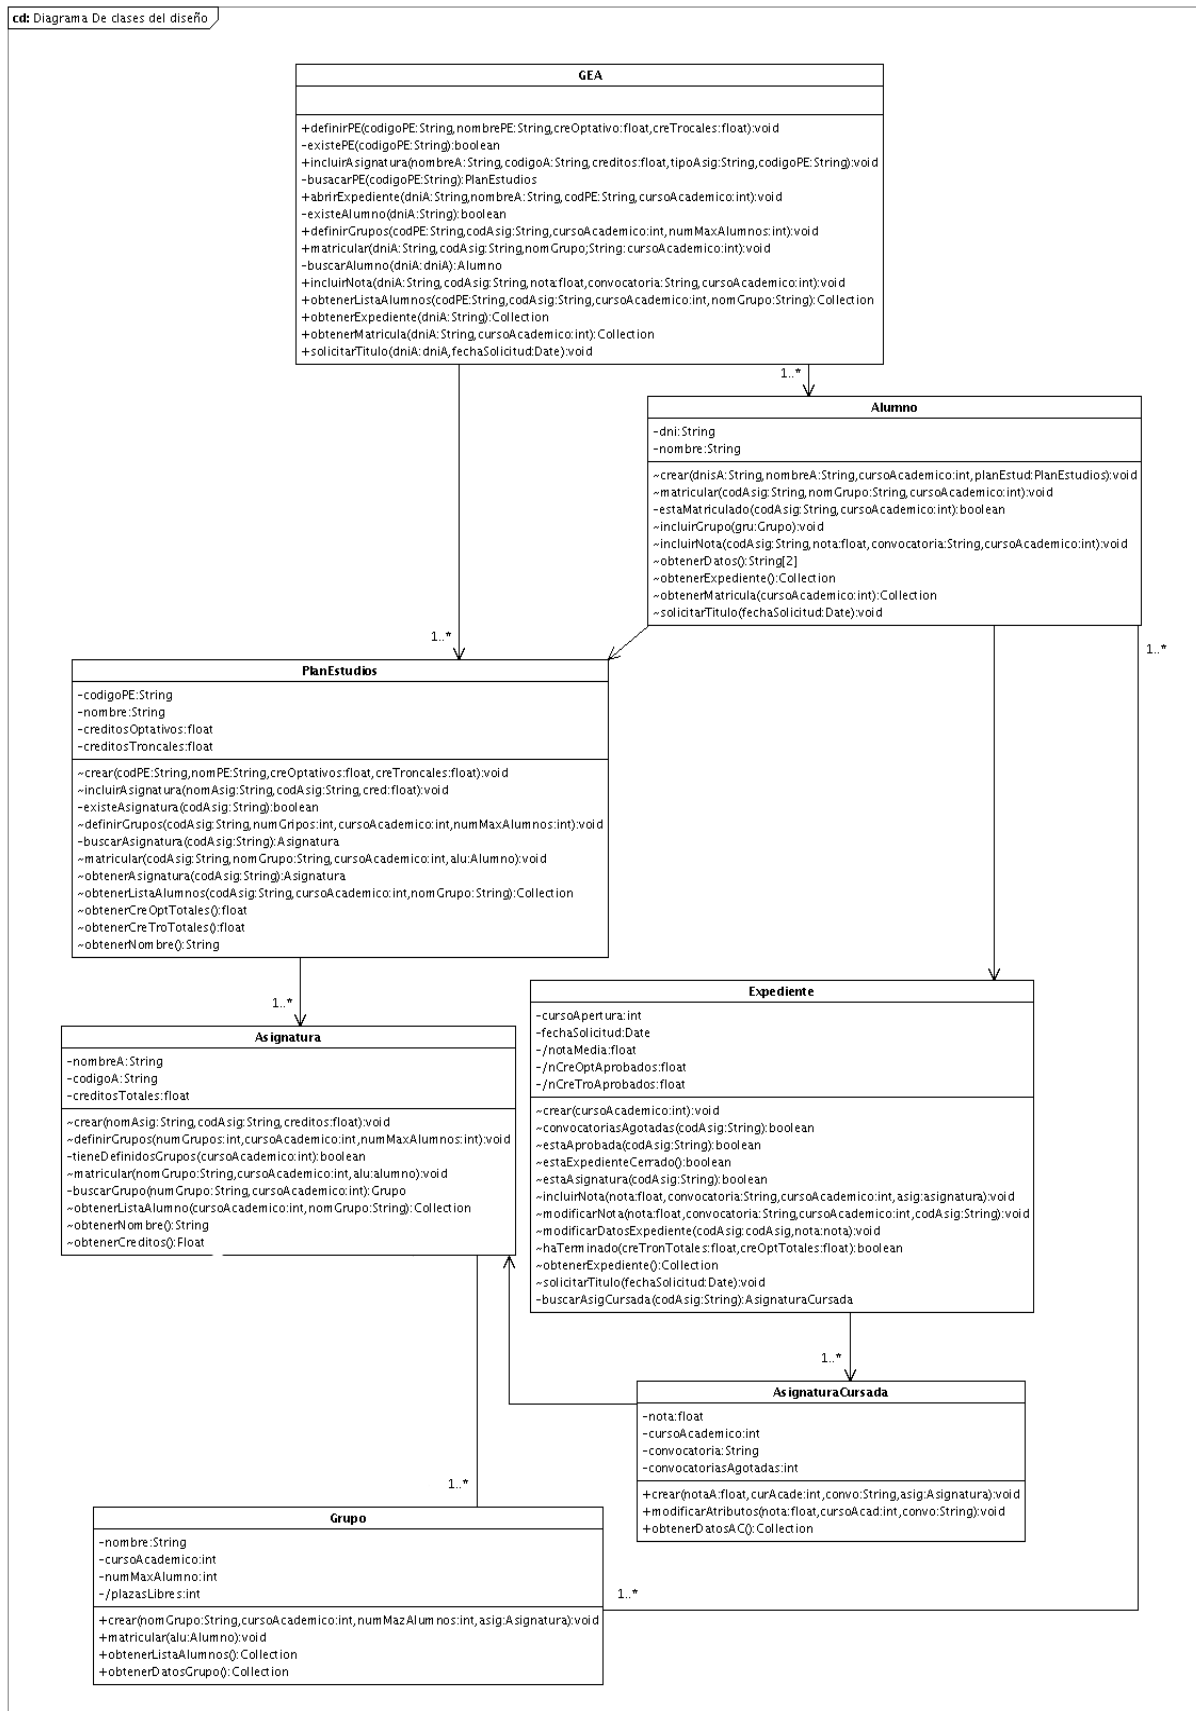 cd: Diagrama De clases del diseño
GEA
+definirPE(codigoPE:String,nombrePE:String,creOptativo:float,creTrocales:float):void
-existePE(codigoPE:String):boolean
+incluirAsignatura(nombreA:String,codigoA:String,creditos:float,tipoAsig:String,codigoPE:String):void
-busacarPE(codigoPE:String):PlanEstudios
+abrirExpediente(dniA:String,nombreA:String,codPE:String,cursoAcademico:int):void
-existeAlumno(dniA:String):boolean
+definirGrupos(codPE:String,codAsig:String,cursoAcademico:int,numMaxAlumnos:int):void
+matricular(dniA:String,codAsig:String,nomGrupo;String:cursoAcademico:int):void
-buscarAlumno(dniA:dniA):Alumno
+incluirNota(dniA:String,codAsig:String,nota:float,convocatoria:String,cursoAcademico:int):void
+obtenerListaAlumnos(codPE:String,codAsig:String,cursoAcademico:int,nomGrupo:String):Collection
+obtenerExpediente(dniA:String):Collection
+obtenerMatricula(dniA:String,cursoAcademico:int):Collection
+solicitarTitulo(dniA:dniA,fechaSolicitud:Date):void
1..*
Alumno
-dni:String
-nombre:String
~crear(dnisA:String,nombreA:String,cursoAcademico:int,planEstud:PlanEstudios):void
~matricular(codAsig:String,nomGrupo:String,cursoAcademico:int):void
-estaMatriculado(codAsig:String,cursoAcademico:int):boolean
~incluirGrupo(gru:Grupo):void
~incluirNota(codAsig:String,nota:float,convocatoria:String,cursoAcademico:int):void
~obtenerDatos():String[2]
~obtenerExpediente():Collection
~obtenerMatricula(cursoAcademico:int):Collection
~solicitarTitulo(fechaSolicitud:Date):void
1..*
1..*
PlanEstudios
-codigoPE:String
-nombre:String
-creditosOptativos:float
-creditosTroncales:float
~crear(codPE:String,nomPE:String,creOptativos:float,creTroncales:float):void
~incluirAsignatura(nomAsig:String,codAsig:String,cred:float):void
-existeAsignatura(codAsig:String):boolean
~definirGrupos(codAsig:String,numGripos:int,cursoAcademico:int,numMaxAlumnos:int):void
-buscarAsignatura(codAsig:String):Asignatura
~matricular(codAsig:String,nomGrupo:String,cursoAcademico:int,alu:Alumno):void
~obtenerAsignatura(codAsig:String):Asignatura
~obtenerListaAlumnos(codAsig:String,cursoAcademico:int,nomGrupo:String):Collection
~obtenerCreOptTotales():float
~obtenerCreTroTotales():float
~obtenerNombre():String
1..*
Asignatura
-nombreA:String
-codigoA:String
-creditosTotales:float
~crear(nomAsig:String,codAsig:String,creditos:float):void
~definirGrupos(numGrupos:int,cursoAcademico:int,numMaxAlumnos:int):void
-tieneDefinidosGrupos(cursoAcademico:int):boolean
~matricular(nomGrupo:String,cursoAcademico:int,alu:alumno):void
-buscarGrupo(numGrupo:String,cursoAcademico:int):Grupo
~obtenerListaAlumno(cursoAcademico:int,nomGrupo:String):Collection
~obtenerNombre():String
~obtenerCreditos():Float
Expediente
-cursoApertura:int
-fechaSolicitud:Date
-/notaMedia:float
-/nCreOptAprobados:float
-/nCreTroAprobados:float
~crear(cursoAcademico:int):void
~convocatoriasAgotadas(codAsig:String):boolean
~estaAprobada(codAsig:String):boolean
~estaExpedienteCerrado():boolean
~estaAsignatura(codAsig:String):boolean
~incluirNota(nota:float,convocatoria:String,cursoAcademico:int,asig:asignatura):void
~modificarNota(nota:float,convocatoria:String,cursoAcademico:int,codAsig:String):void
~modificarDatosExpediente(codAsig:codAsig,nota:nota):void
~haTerminado(creTronTotales:float,creOptTotales:float):boolean
~obtenerExpediente():Collection
~solicitarTitulo(fechaSolicitud:Date):void
-buscarAsigCursada(codAsig:String):AsignaturaCursada
1..*
AsignaturaCursada
-nota:float
-cursoAcademico:int
-convocatoria:String
-convocatoriasAgotadas:int
+crear(notaA:float,curAcade:int,convo:String,asig:Asignatura):void
+modificarAtributos(nota:float,cursoAcad:int,convo:String):void
+obtenerDatosAC():Collection
1..*
Grupo
-nombre:String
-cursoAcademico:int
-numMaxAlumno:int
-/plazasLibres:int
+crear(nomGrupo:String,cursoAcademico:int,numMazAlumnos:int,asig:Asignatura):void
+matricular(alu:Alumno):void
+obtenerListaAlumnos():Collection
+obtenerDatosGrupo():Collection
1..*